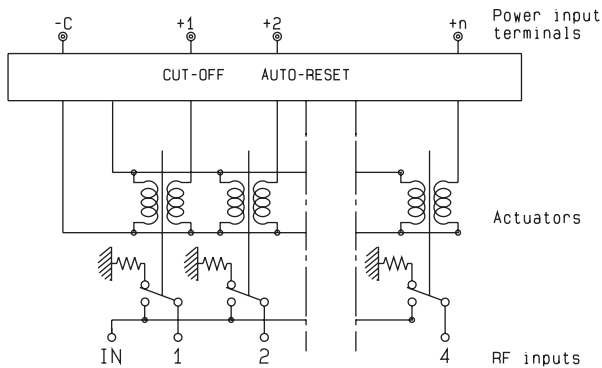 -C +1 +2 +n Power input
terminals
CUT-OFF AUTO-RESET
Actuators
IN 1 2 4 RF inputs